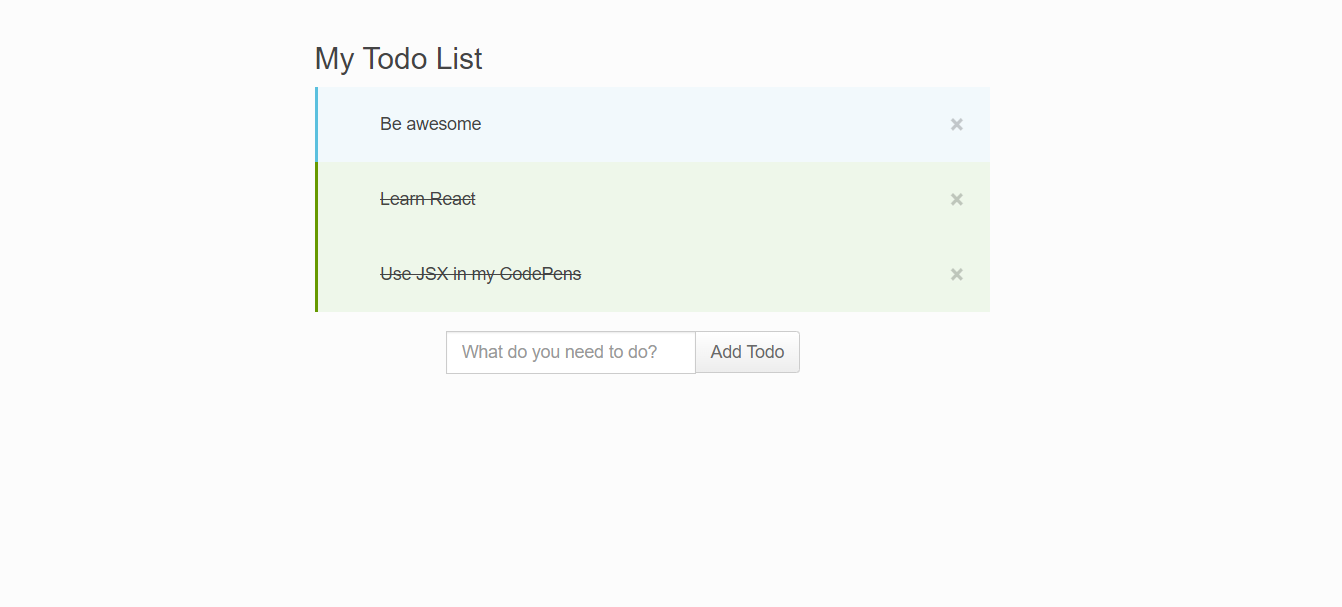 My Todo List
Be awesome ×
Learn React ×
Use JSX in my CodePens ×
What do you need to do? Add Todo